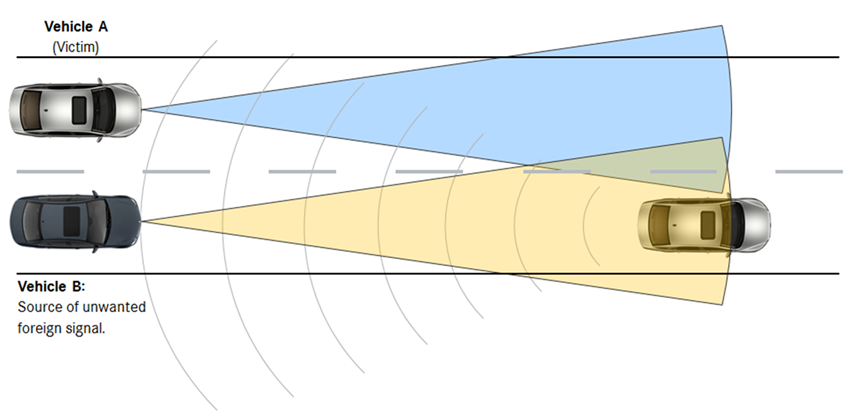 Vehicle A
(Victim)
Vehicle B:
Source of unwanted
foreign signal.